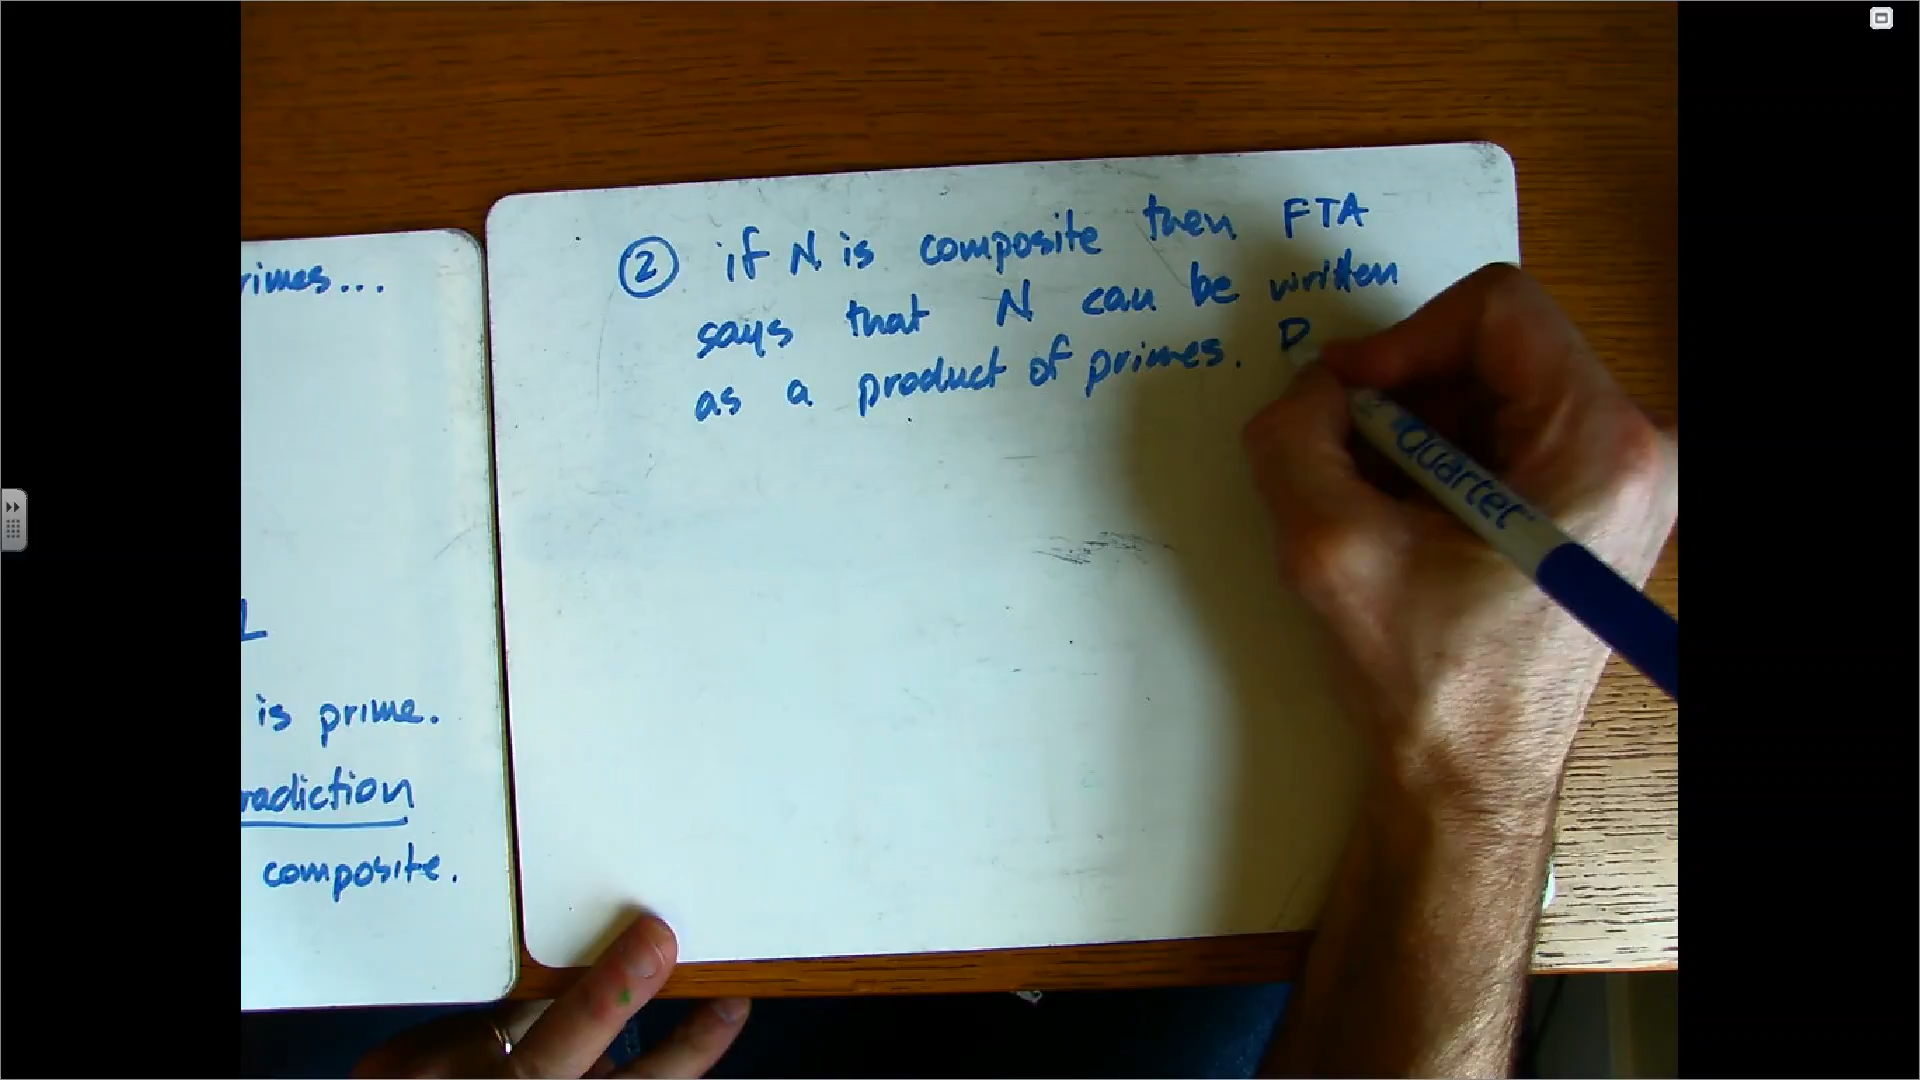 rimes...
is prime.
radiction
composite.
② if N is composite then FTA
says that N can be written
as a product of primes.
Quartet